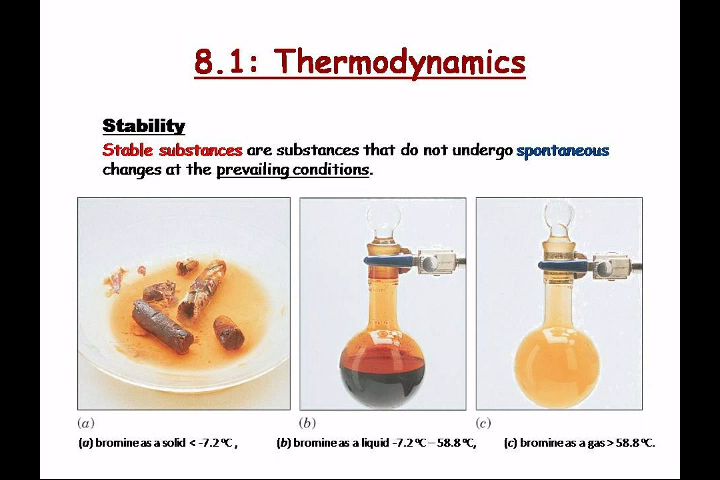 8.1: Thermodynamics
Stability
Stable substances are substances that do not undergo spontaneous
changes at the prevailing conditions.
(a) (b) (c)
(a) bromine as a solid < -7.2 ºC , (b) bromine as a liquid -7.2 ºC – 58.8 ºC, (c) bromine as a gas > 58.8 ºC.